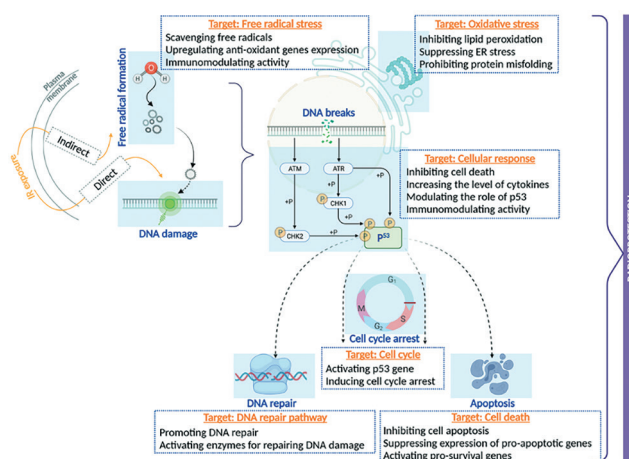 Target: Free radical stress
Scavenging free radicals
Upregulating anti-oxidant genes expression
Immunomodulating activity
Target: Oxidative stress
Inhibiting lipid peroxidation
Suppressing ER stress
Prohibiting protein misfolding
Plasma
membrane
Free radical formation
O
H
H
IR exposure
Indirect
Direct
DNA damage
DNA breaks
ATM
ATR
+P
+P
+P
P
CHK1
+P
P
CHK2
+P
P
P
P
P53
Target: Cellular response
Inhibiting cell death
Increasing the level of cytokines
Modulating the role of p53
Immunomodulating activity
G1
M
S
G2
Cell cycle arrest
Target: Cell cycle
Activating p53 gene
Inducing cell cycle arrest
DNA repair
Target: DNA repair pathway
Promoting DNA repair
Activating enzymes for repairing DNA damage
Apoptosis
Target: Cell death
Inhibiting cell apoptosis
Suppressing expression of pro-apoptotic genes
Activating pro-survival genes